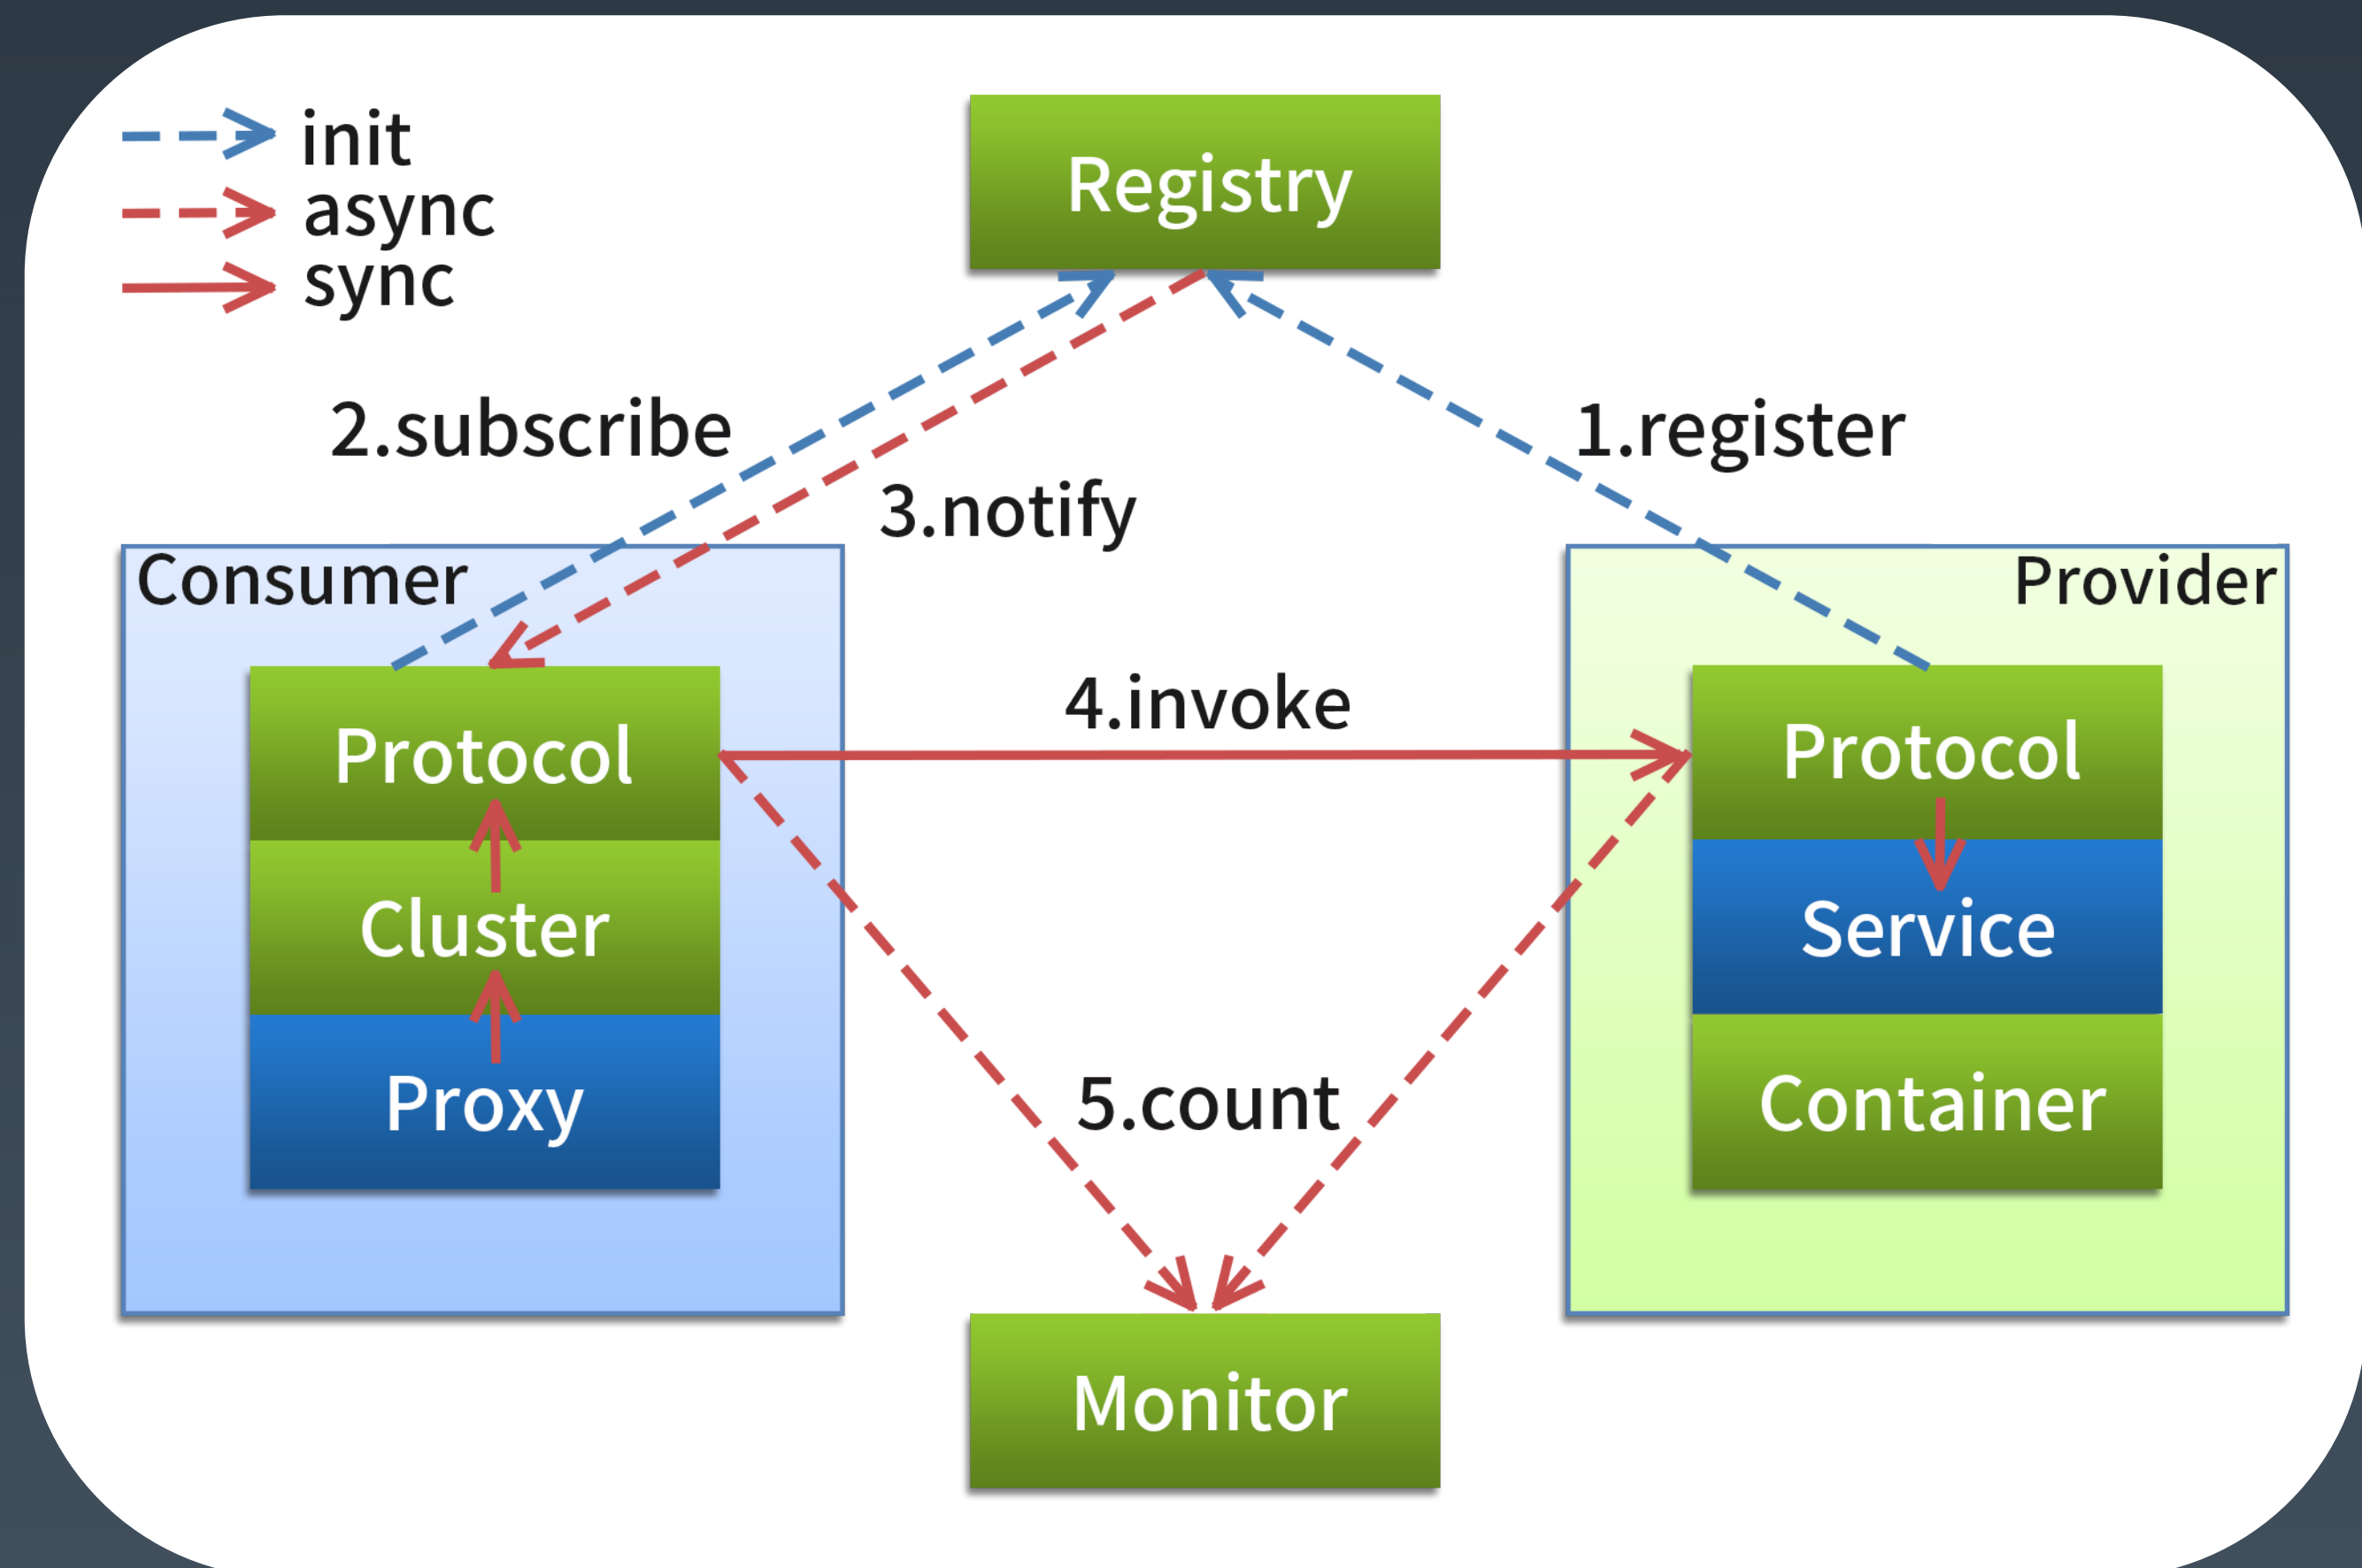 init
async
sync
Registry
2.subscribe
1.register
3.notify
Consumer
Provider
4.invoke
Protocol
Cluster
Proxy
Protocol
Service
Container
5.count
Monitor